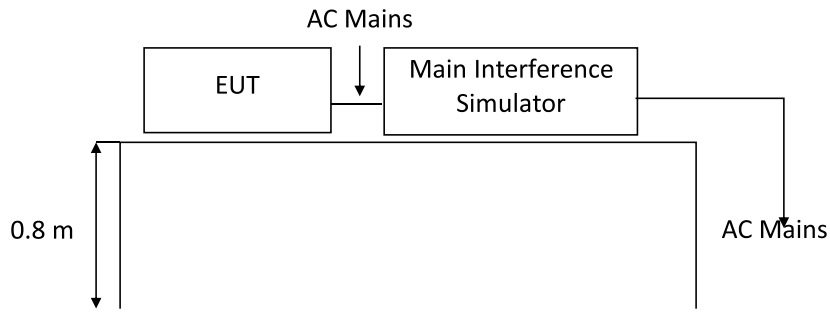 AC Mains
EUT
Main Interference
Simulator
0.8 m
AC Mains